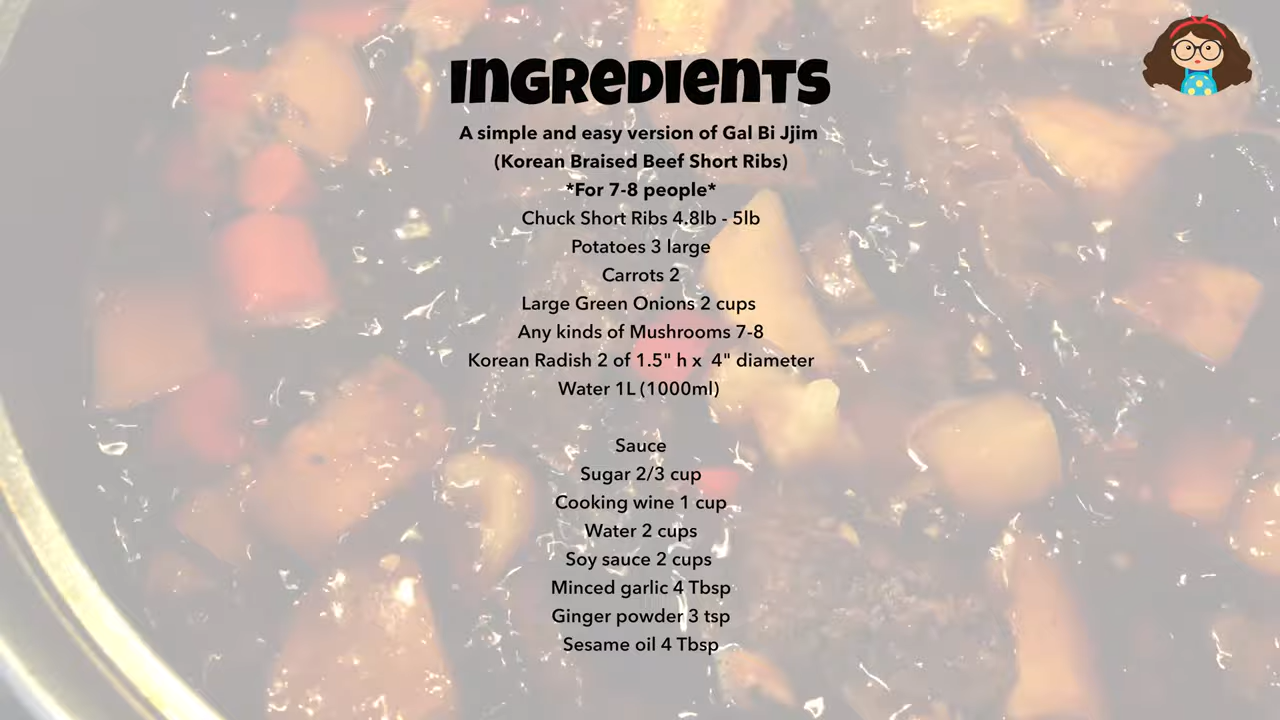 INGREDIENTS
A simple and easy version of Gal Bi Jjim
(Korean Braised Beef Short Ribs)
*For 7-8 people*
Chuck Short Ribs 4.8lb - 5lb
Potatoes 3 large
Carrots 2
Large Green Onions 2 cups
Any kinds of Mushrooms 7-8
Korean Radish 2 of 1.5" h x  4" diameter
Water 1L (1000ml)
Sauce
Sugar 2/3 cup
Cooking wine 1 cup
Water 2 cups
Soy sauce 2 cups
Minced garlic 4 Tbsp
Ginger powder 3 tsp
Sesame oil 4 Tbsp